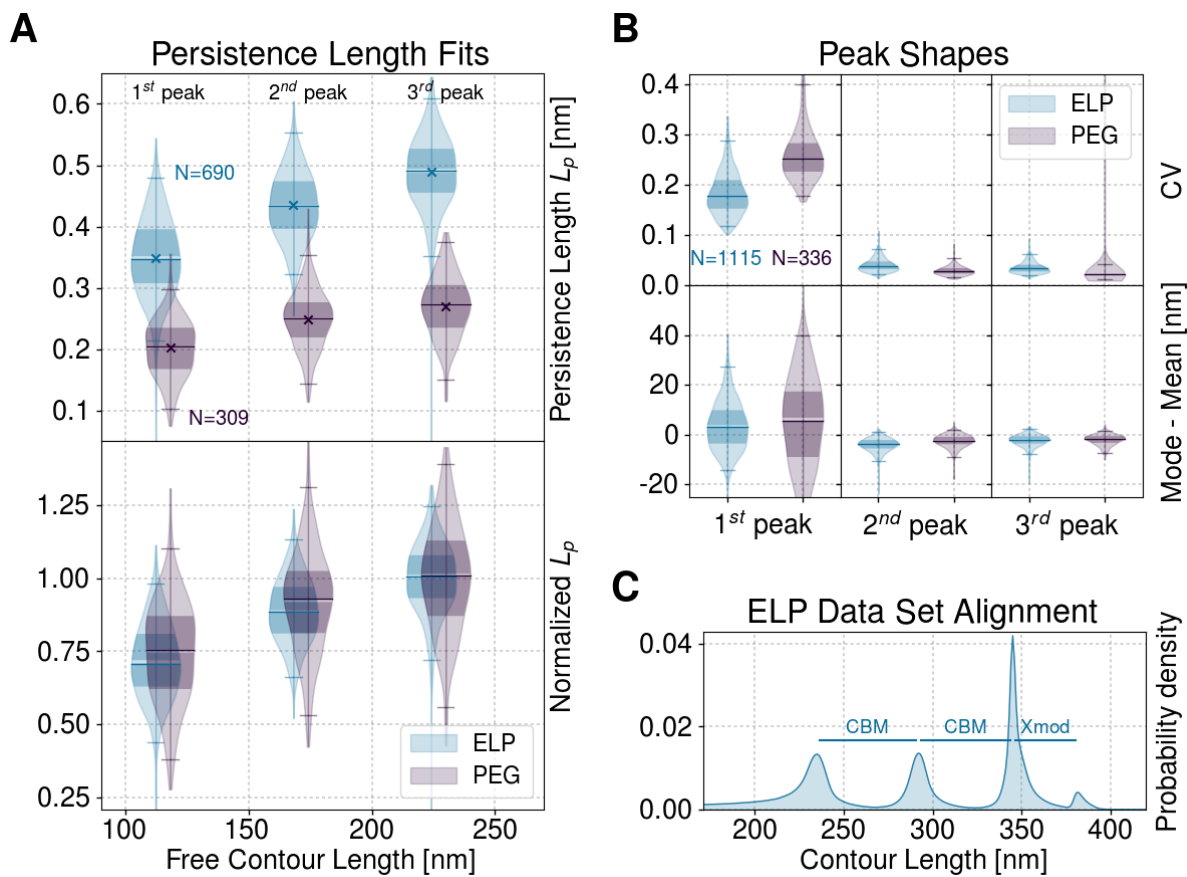 A
Persistence Length Fits
1st peak
2nd peak
3rd peak
N=690
N=309
0.6
0.5
0.4
0.3
0.2
0.1
Persistence Length Lp [nm]
1.25
1.00
0.75
0.50
0.25
Normalized Lp
ELP
PEG
100
150
200
250
Free Contour Length [nm]
B
Peak Shapes
0.4
0.3
0.2
0.1
0.0
ELP
PEG
CV
N=1115
N=336
40
20
0
-20
Mode - Mean [nm]
1st peak
2nd peak
3rd peak
C
ELP Data Set Alignment
0.04
0.02
0.00
CBM
CBM
Xmod
Probability density
200
250
300
350
400
Contour Length [nm]